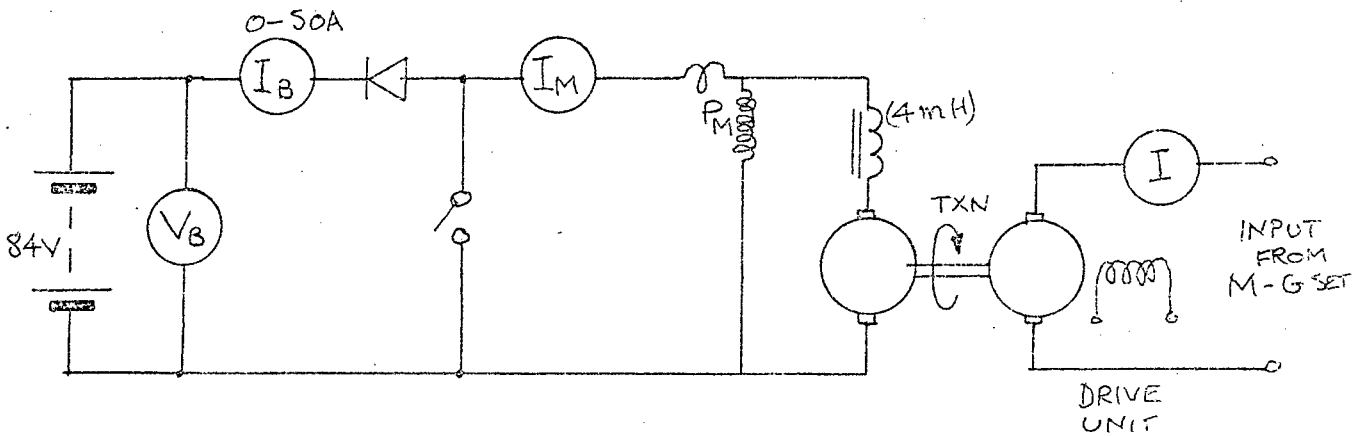 0-50A
I_B
I_M
P_M
(4mH)
I
84V
V_B
TXN
INPUT
FROM
M-G SET
DRIVE
UNIT